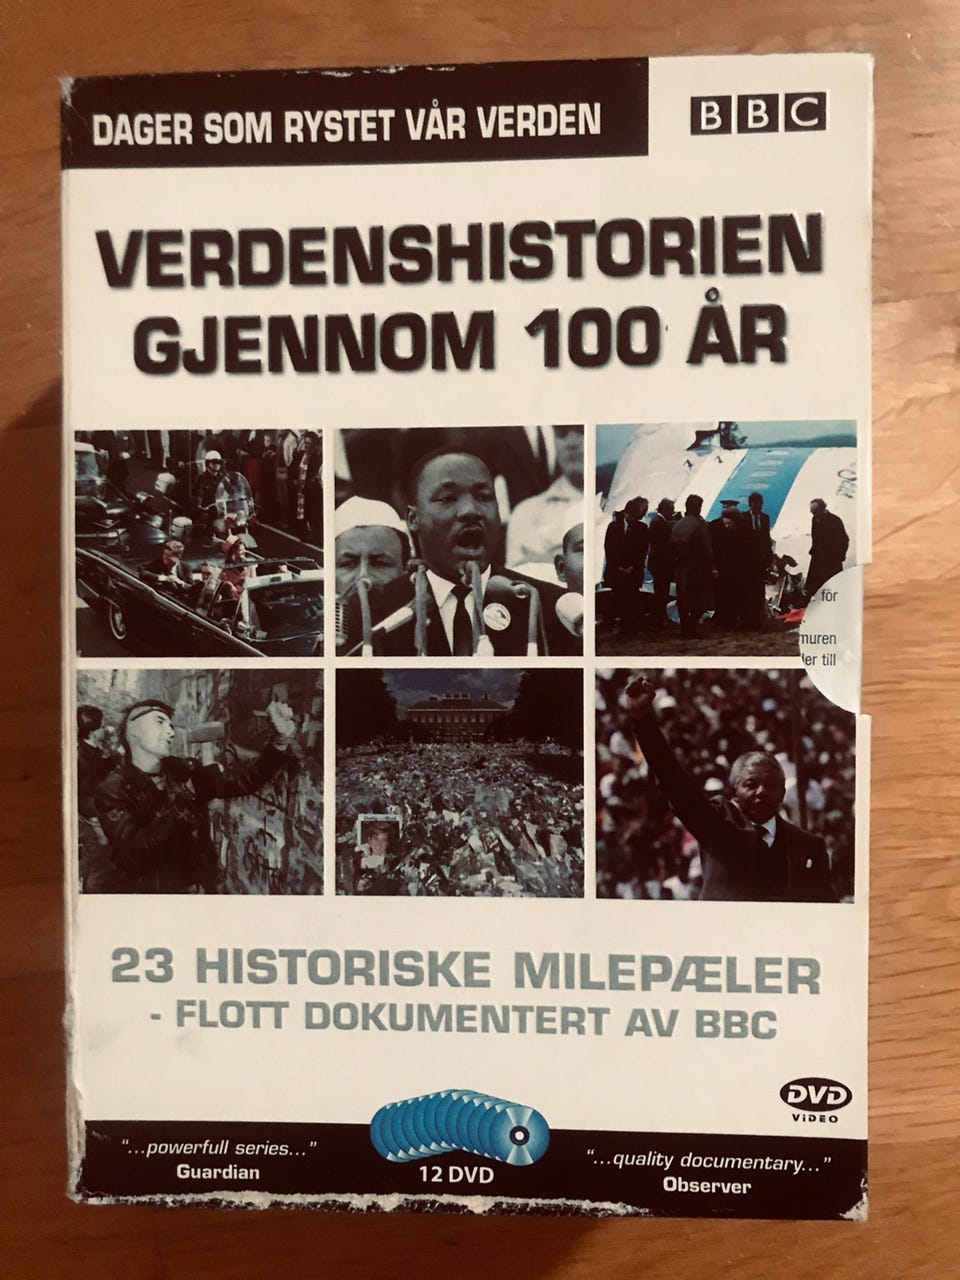 DAGER SOM RYSTET VÅR VERDEN
BBC
VERDENSHISTORIEN
GJENNOM 100 ÅR
för
muren
ler till
23 HISTORISKE MILEPÆLER
- FLOTT DOKUMENTERT AV BBC
DVD
VIDEO
"...powerfull series..."
Guardian
12 DVD
"...quality documentary..."
Observer